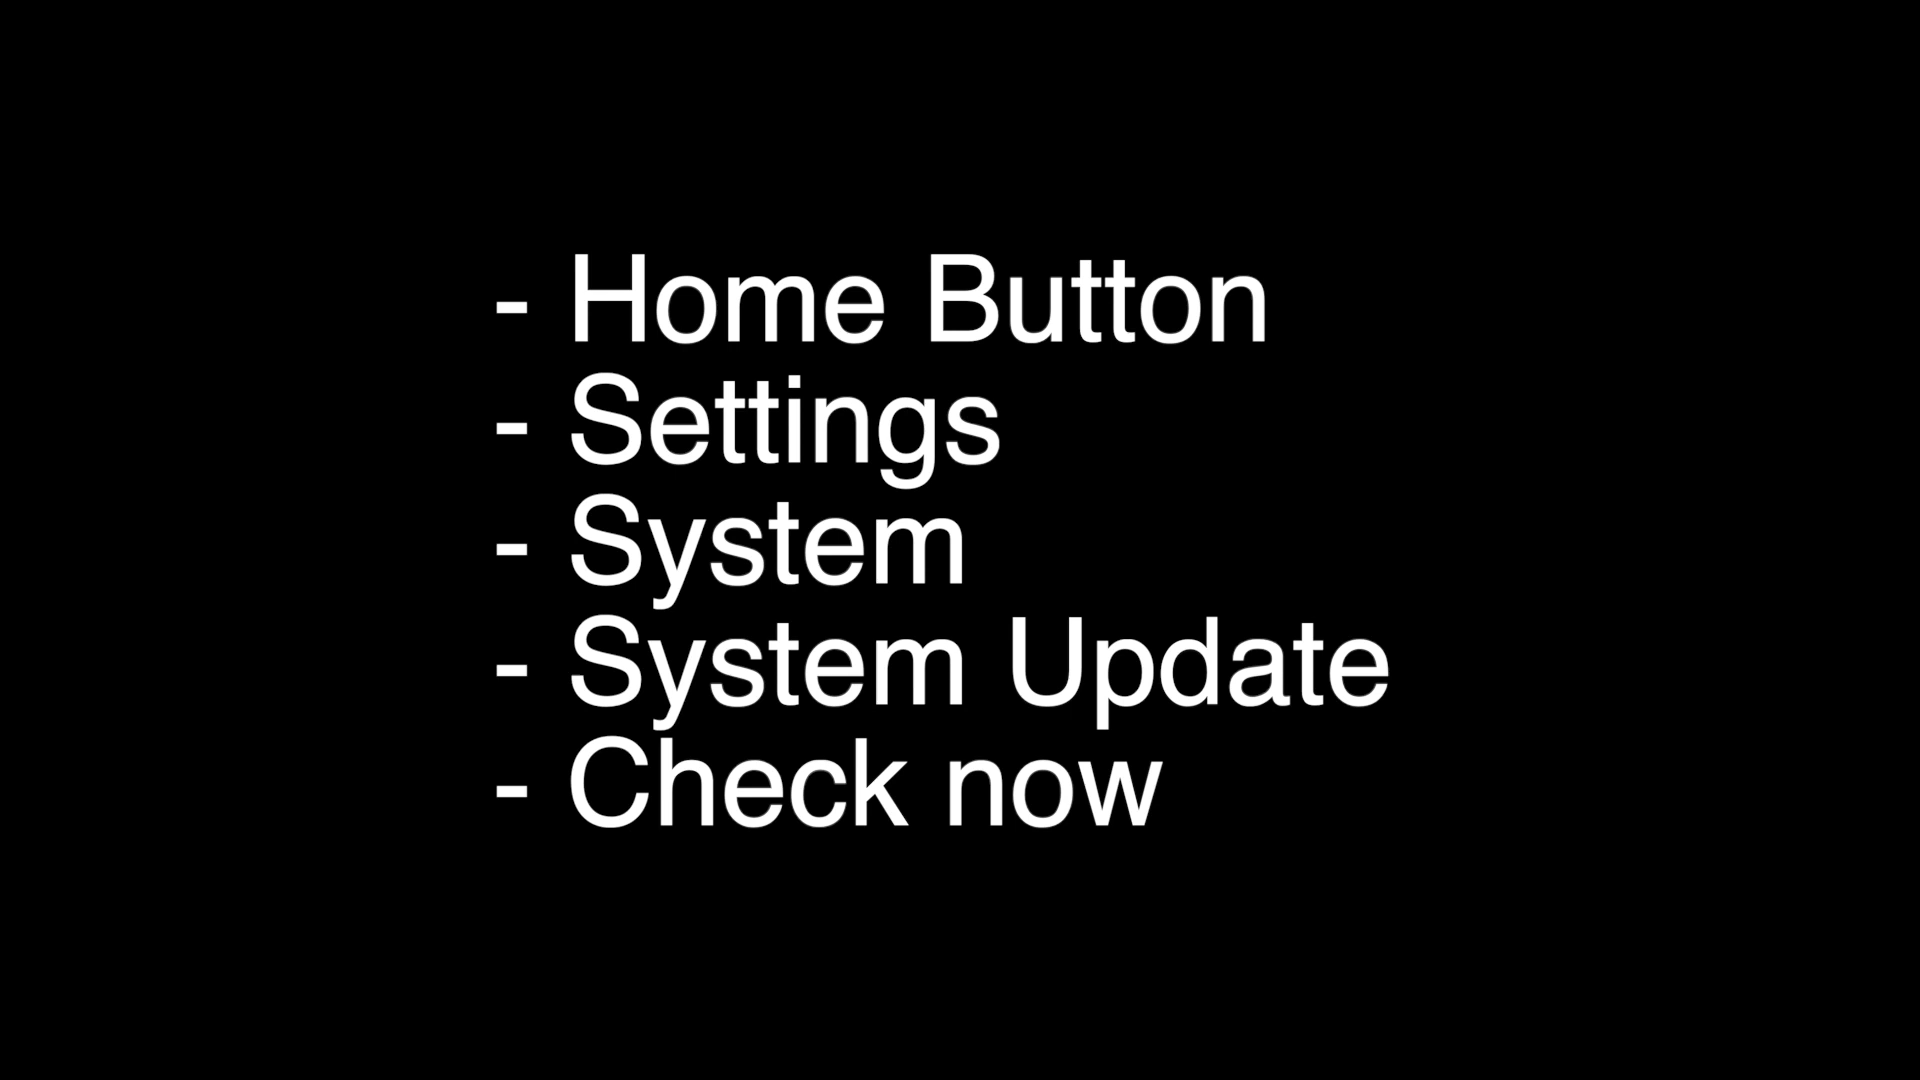 - Home Button
- Settings
- System
- System Update
- Check now